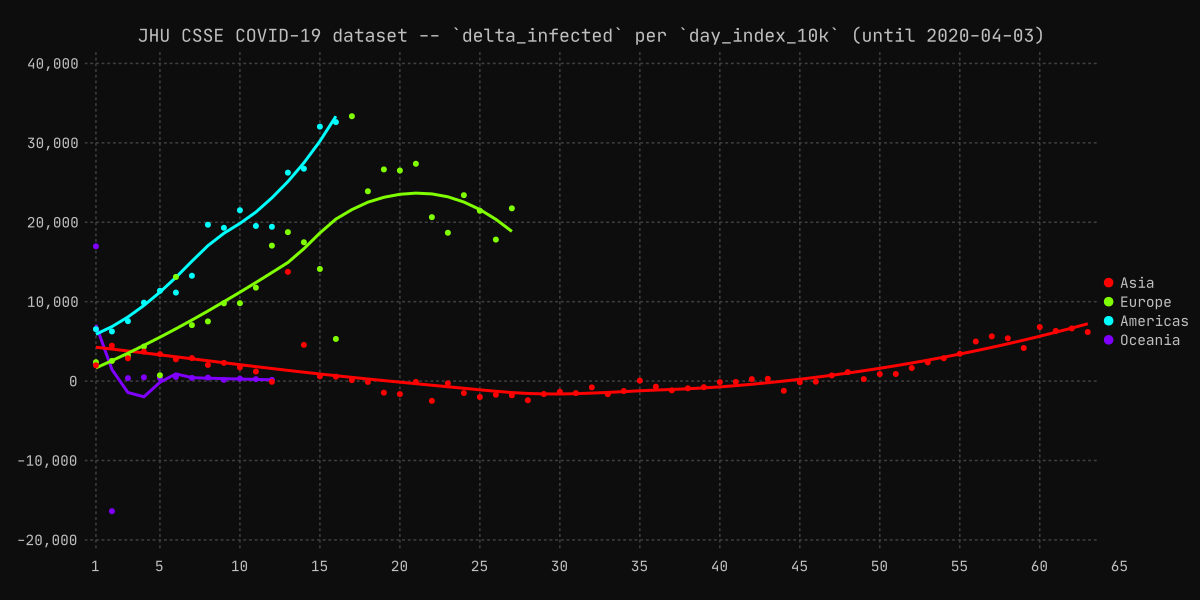 JHU CSSE COVID-19 dataset -- `delta_infected` per `day_index_10k` (until 2020-04-03)
40,000
30,000
20,000
10,000
0
-10,000
-20,000
1 5 10 15 20 25 30 35 40 45 50 55 60 65
Asia
Europe
Americas
Oceania